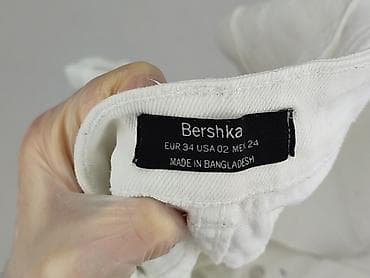 Bershka
EUR 34 USA 02 MEX 24
MADE IN BANGLADESH